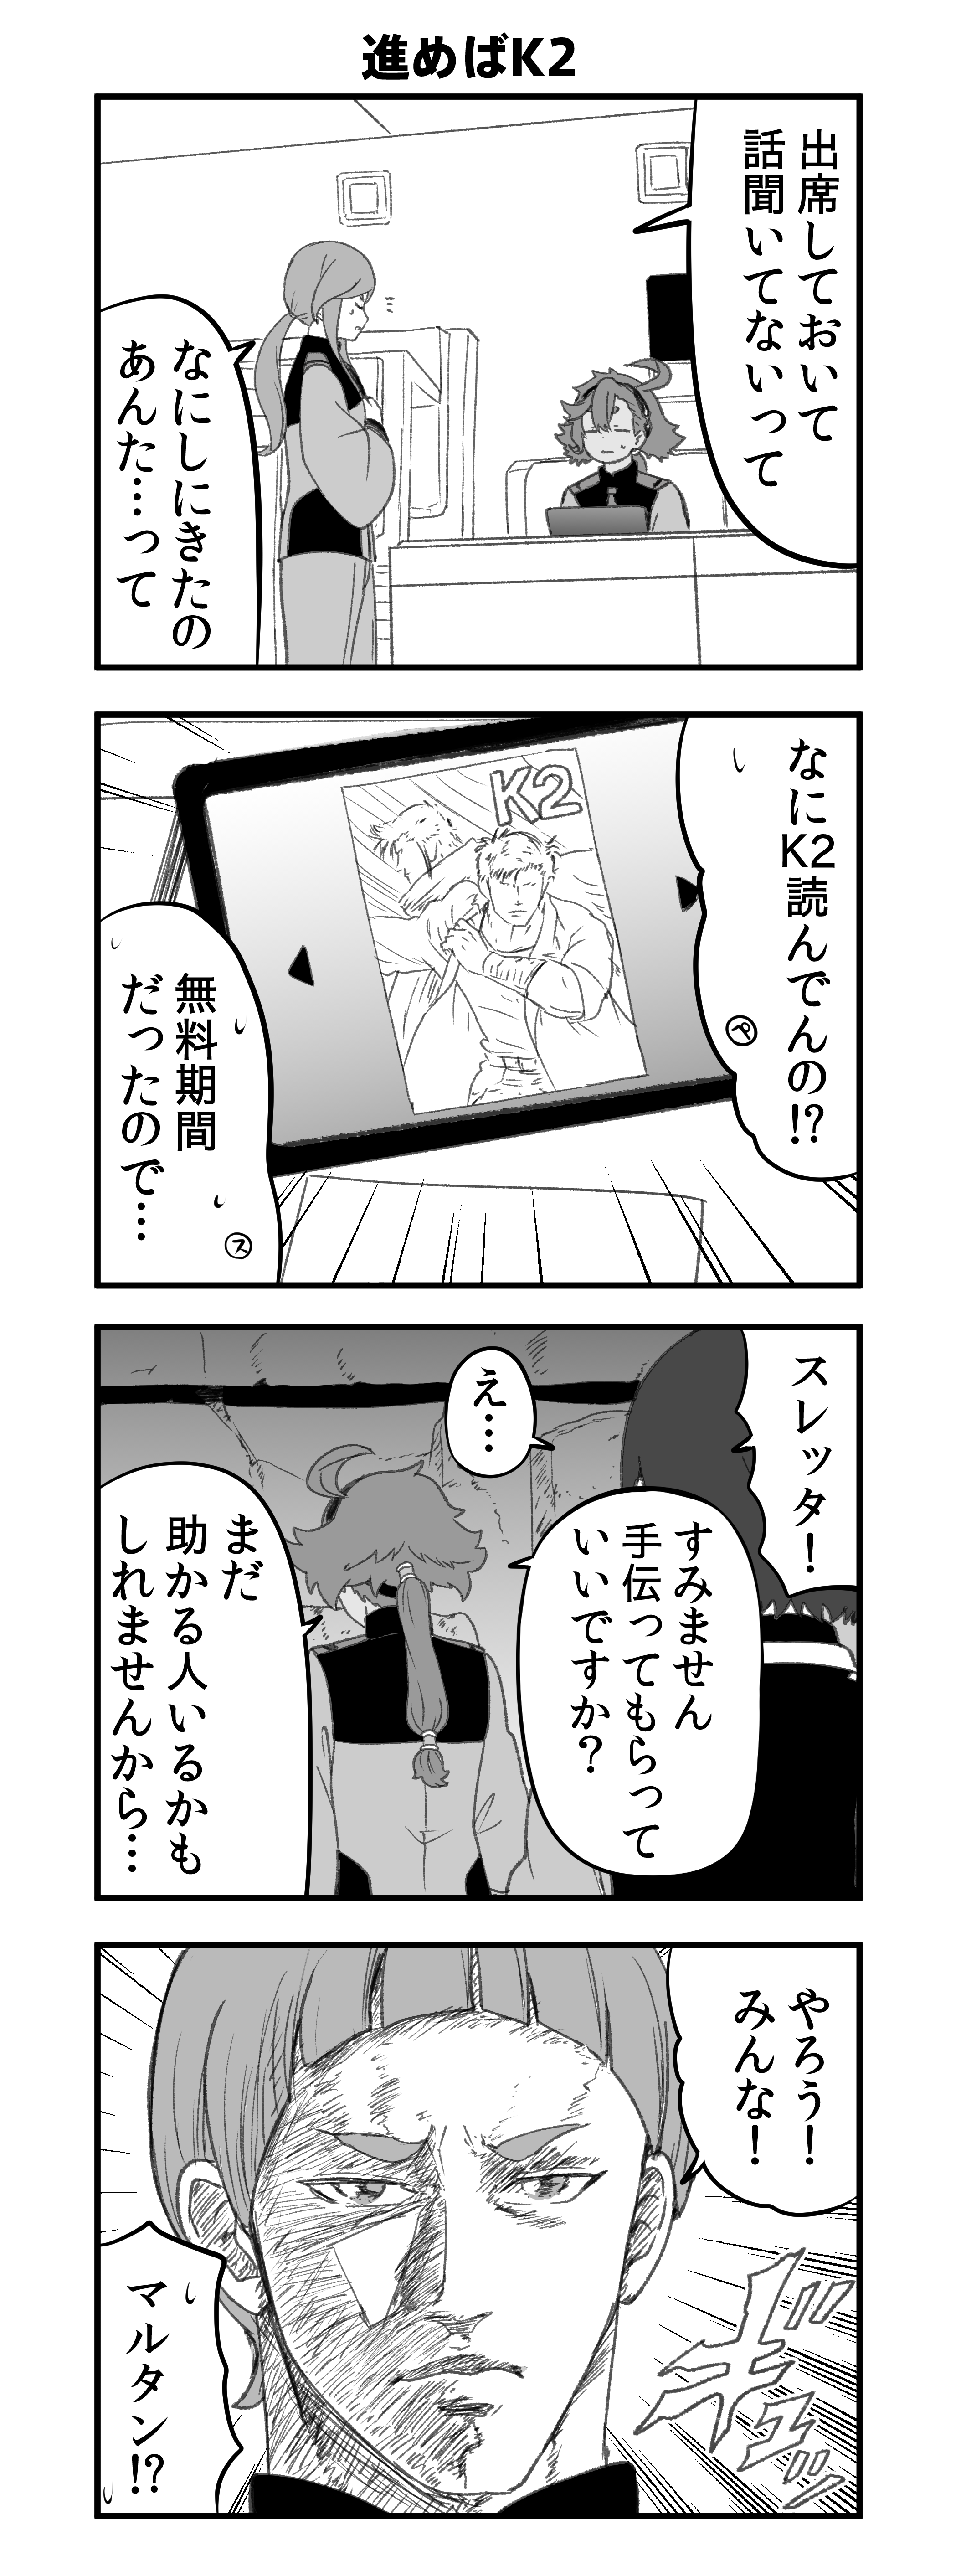 進めばK2
出席しておいて
話聞いてないって
なにしにきたの
あんた…って
なにK2読んでんの!?
ペ
K2
無料期間
だったので…
ス
スレッタ!
え…
すみません
手伝ってもらって
いいですか?
まだ
助かる人いるかも
しれませんから…
やろう!
みんな!
ギュッ
マルタン!?